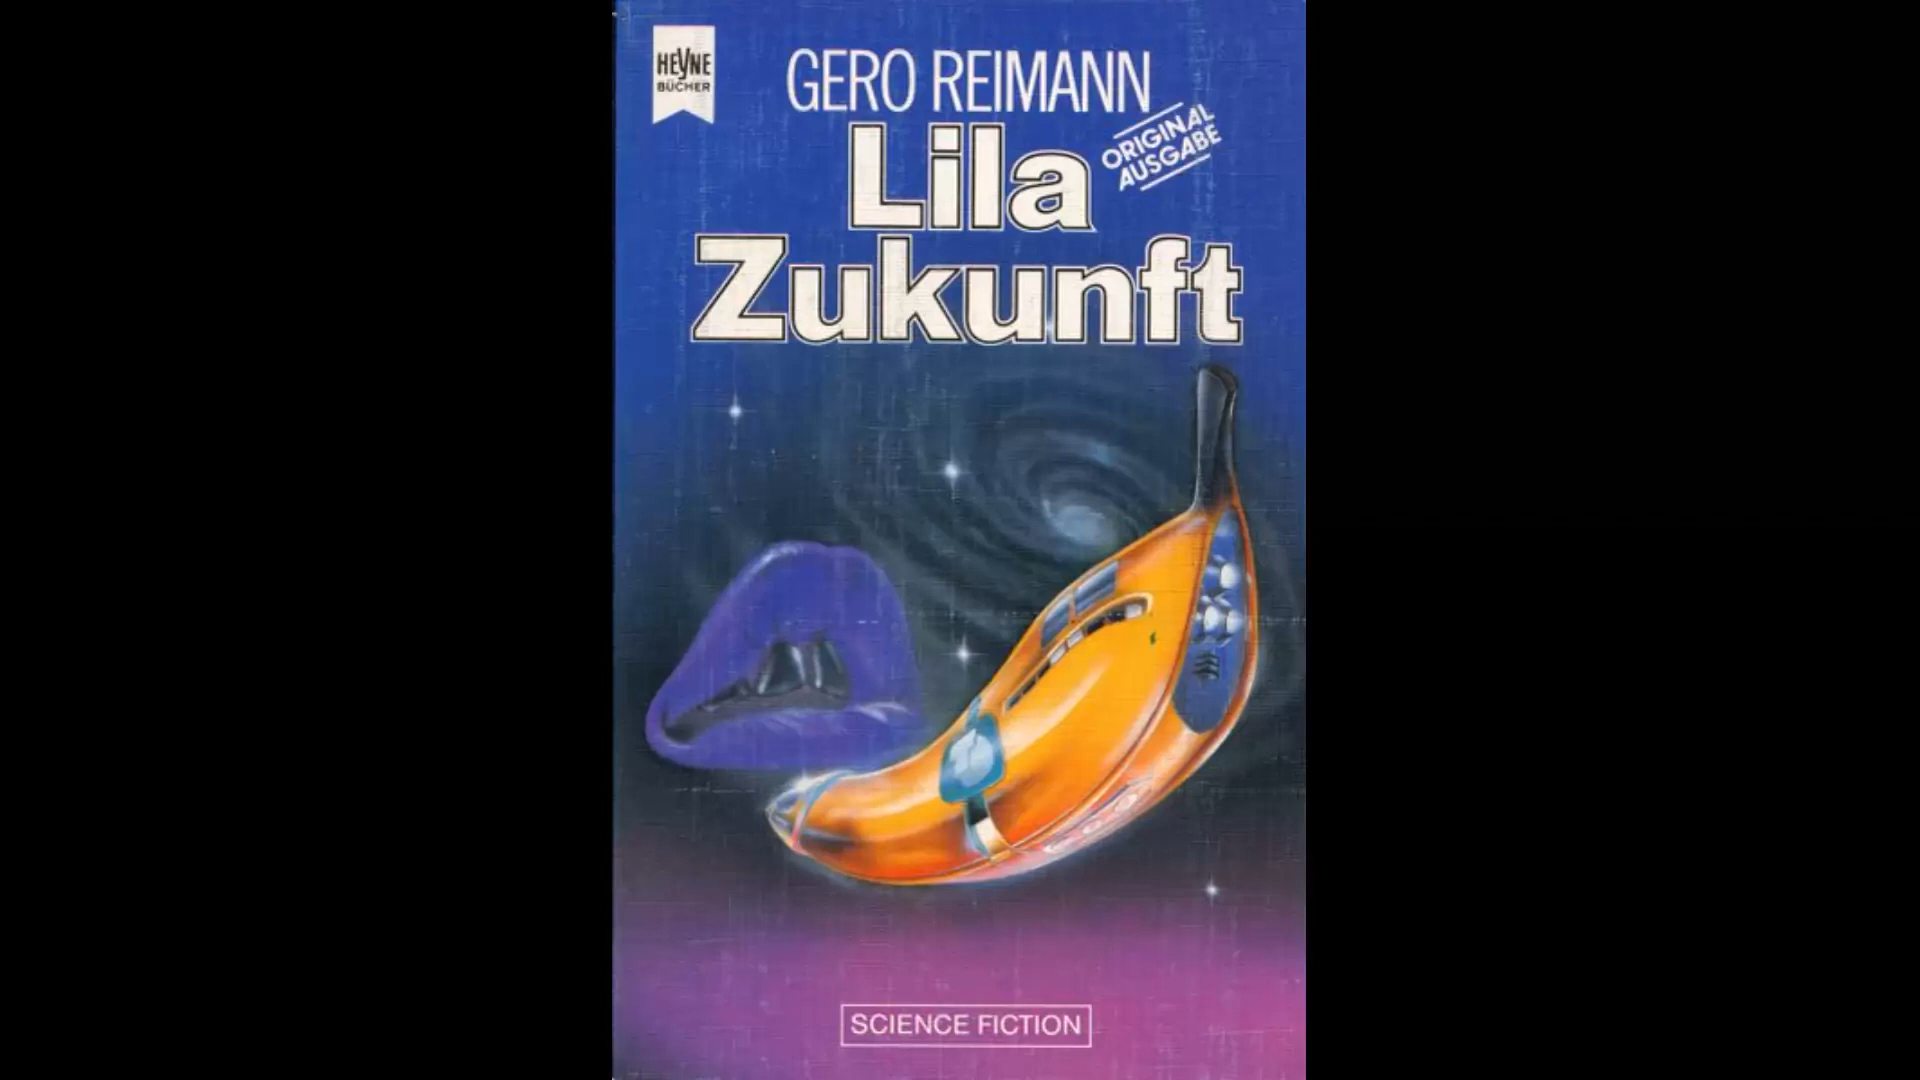 HEYNE
BÜCHER
GERO REIMANN
Lila
Zukunft
ORIGINAL
AUSGABE
SCIENCE FICTION